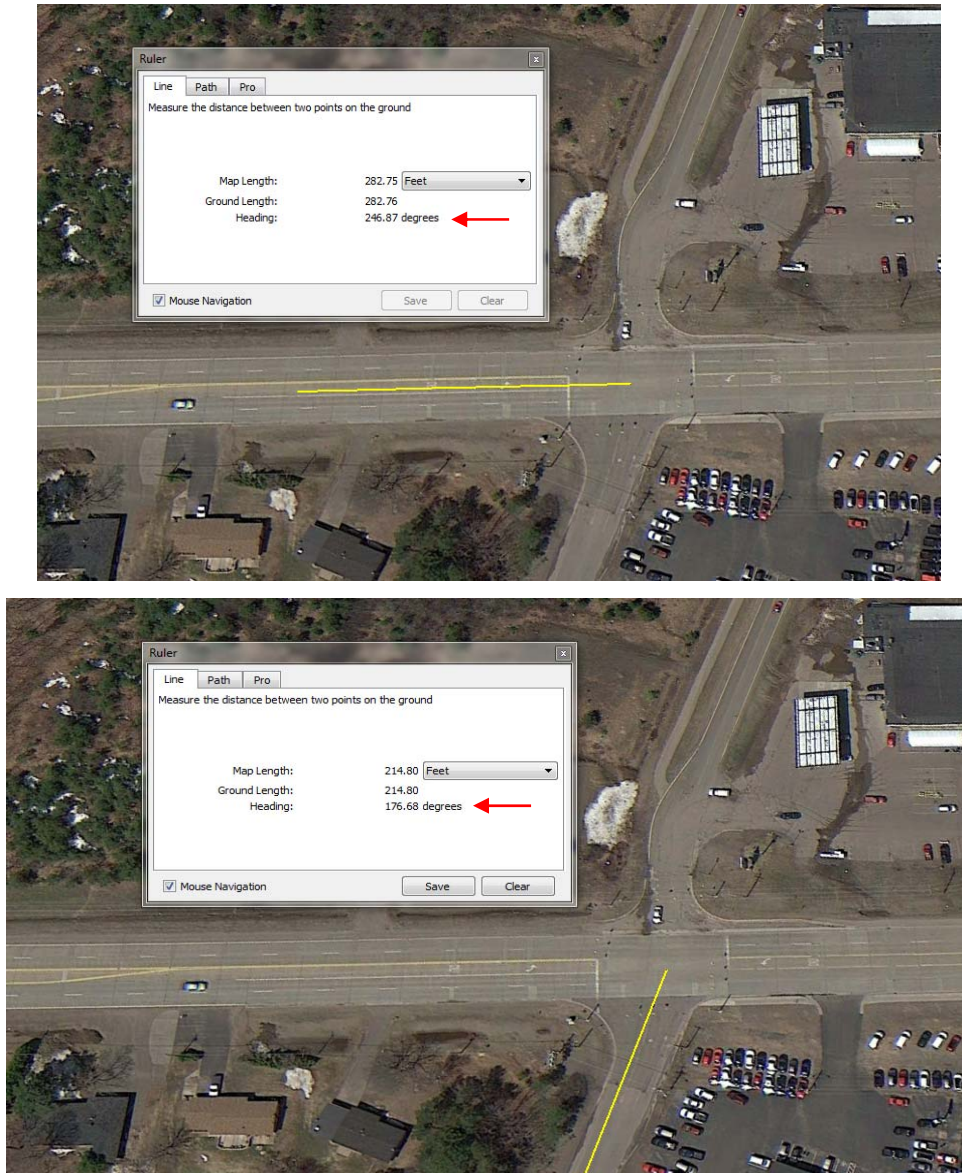 Ruler
Line Path Pro
Measure the distance between two points on the ground
Map Length: 282.75 Feet
Ground Length: 282.76
Heading: 246.87 degrees
Mouse Navigation Save Clear
Ruler
Line Path Pro
Measure the distance between two points on the ground
Map Length: 214.80 Feet
Ground Length: 214.80
Heading: 176.68 degrees
Mouse Navigation Save Clear